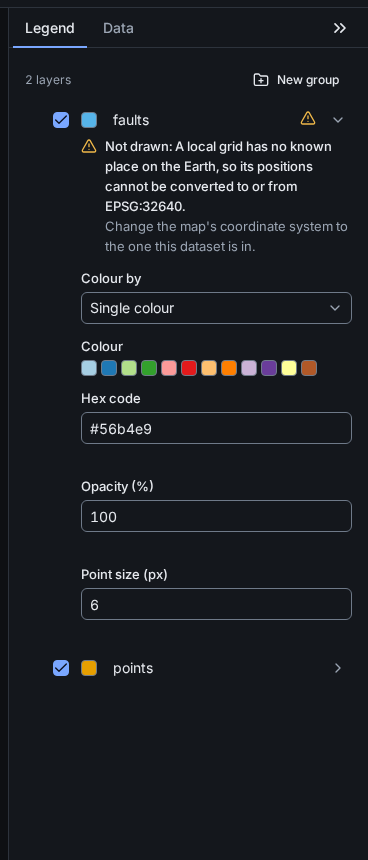 Legend
Data
2 layers
New group
faults
Not drawn: A local grid has no known
place on the Earth, so its positions
cannot be converted to or from
EPSG:32640.
Change the map's coordinate system to
the one this dataset is in.
Colour by
Single colour
Colour
Hex code
#56b4e9
Opacity (%)
100
Point size (px)
6
points